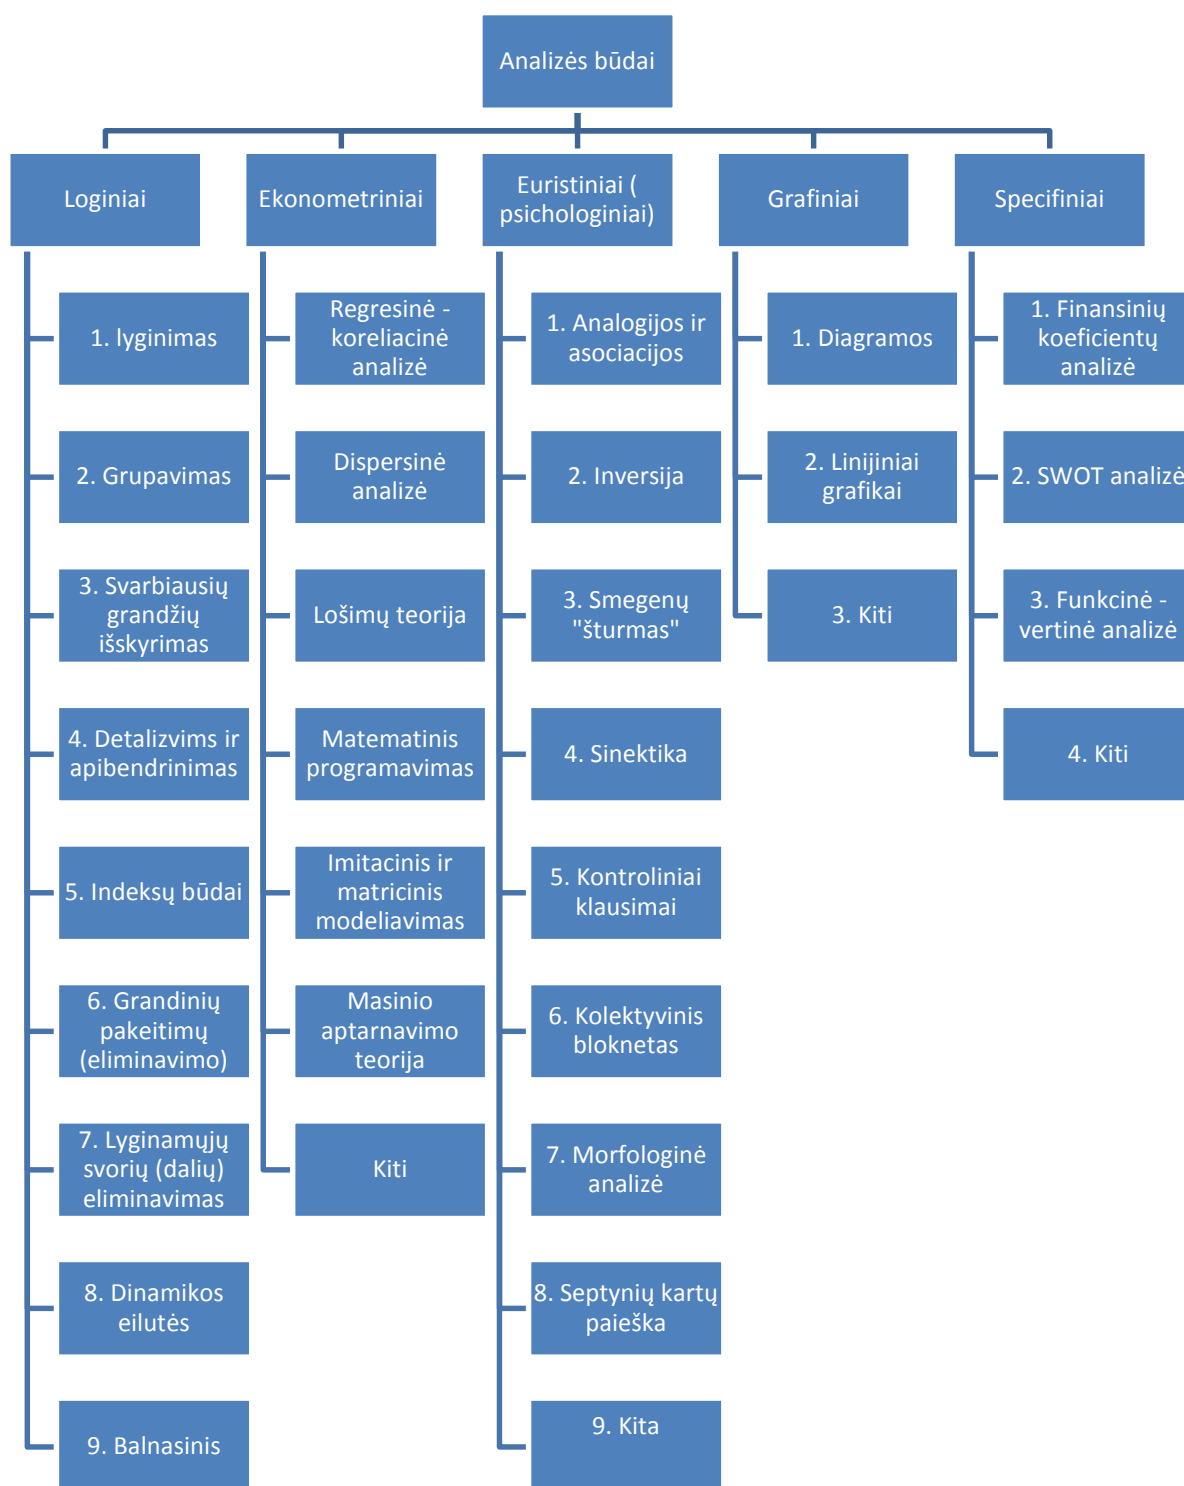 Analizės būdai
Loginiai
Ekonometriniai
Euristiniai (
psichologiniai)
Grafiniai
Specifiniai
1. lyginimas
2. Grupavimas
3. Svarbiausių
grandžių
išskyrimas
4. Detalizvims ir
apibendrinimas
5. Indeksų būdai
6. Grandinių
pakeitimų
(eliminavimo)
7. Lyginamųjų
svorių (dalių)
eliminavimas
8. Dinamikos
eilutės
9. Balnasinis
Regresinė -
koreliacinė
analizė
Dispersinė
analizė
Lošimų teorija
Matematinis
programavimas
Imitacinis ir
matricinis
modeliavimas
Masinio
aptarnavimo
teorija
Kiti
1. Analogijos ir
asociacijos
2. Inversija
3. Smegenų
"šturmas"
4. Sinektika
5. Kontroliniai
klausimai
6. Kolektyvinis
bloknetas
7. Morfologinė
analizė
8. Septynių kartų
paieška
9. Kita
1. Diagramos
2. Linijiniai
grafikai
3. Kiti
1. Finansinių
koeficientų
analizė
2. SWOT analizė
3. Funkcinė -
vertinė analizė
4. Kiti